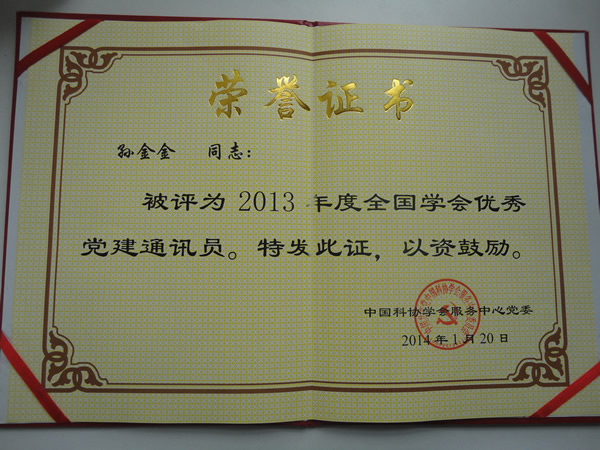 荣誉证书
孙金金 同志：
被评为 2013 年度全国学会优秀
党建通讯员。特发此证，以资鼓励。
中国科协学会服务中心党委
2014 年 1 月 20 日